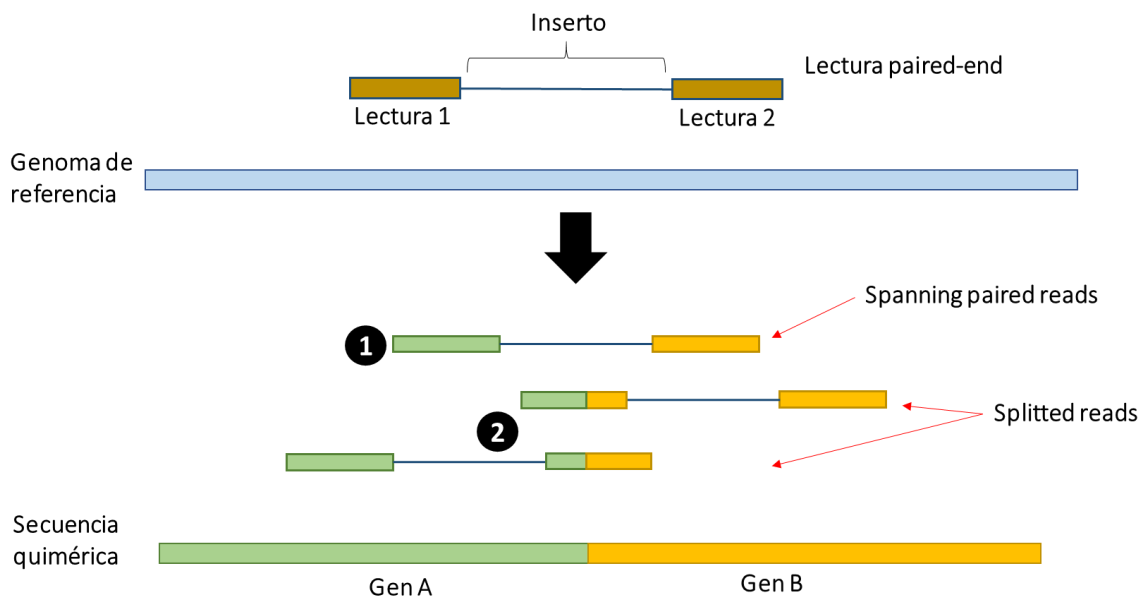 Inserto
Lectura paired-end
Lectura 1
Lectura 2
Genoma de
referencia
Spanning paired reads
1
2
Splitted reads
Secuencia
quimérica
Gen A
Gen B